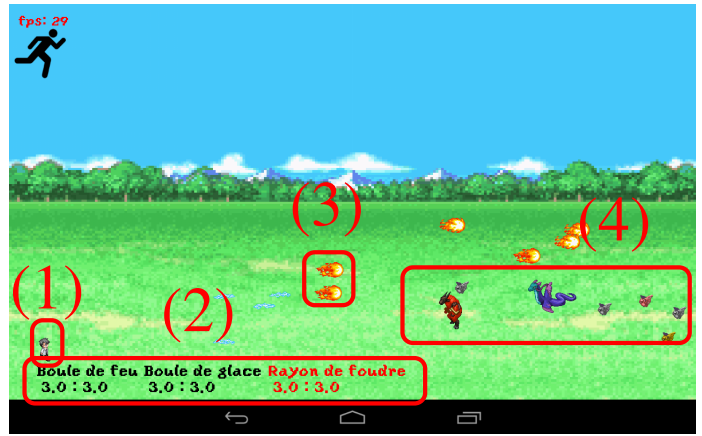 fps: 29
(3)
(4)
(1)
(2)
Boule de feu Boule de glace Rayon de foudre
3.0 : 3.0 3.0 : 3.0 3.0 : 3.0